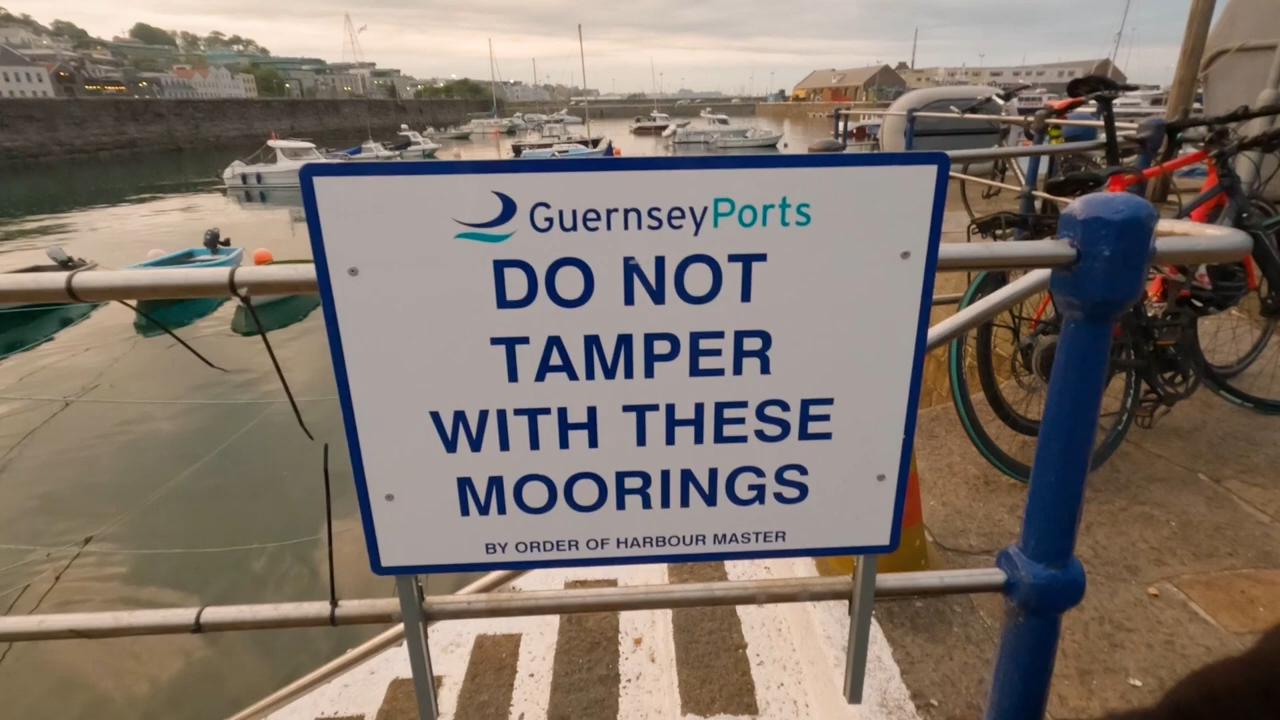 GuernseyPorts
DO NOT
TAMPER
WITH THESE
MOORINGS
BY ORDER OF HARBOUR MASTER